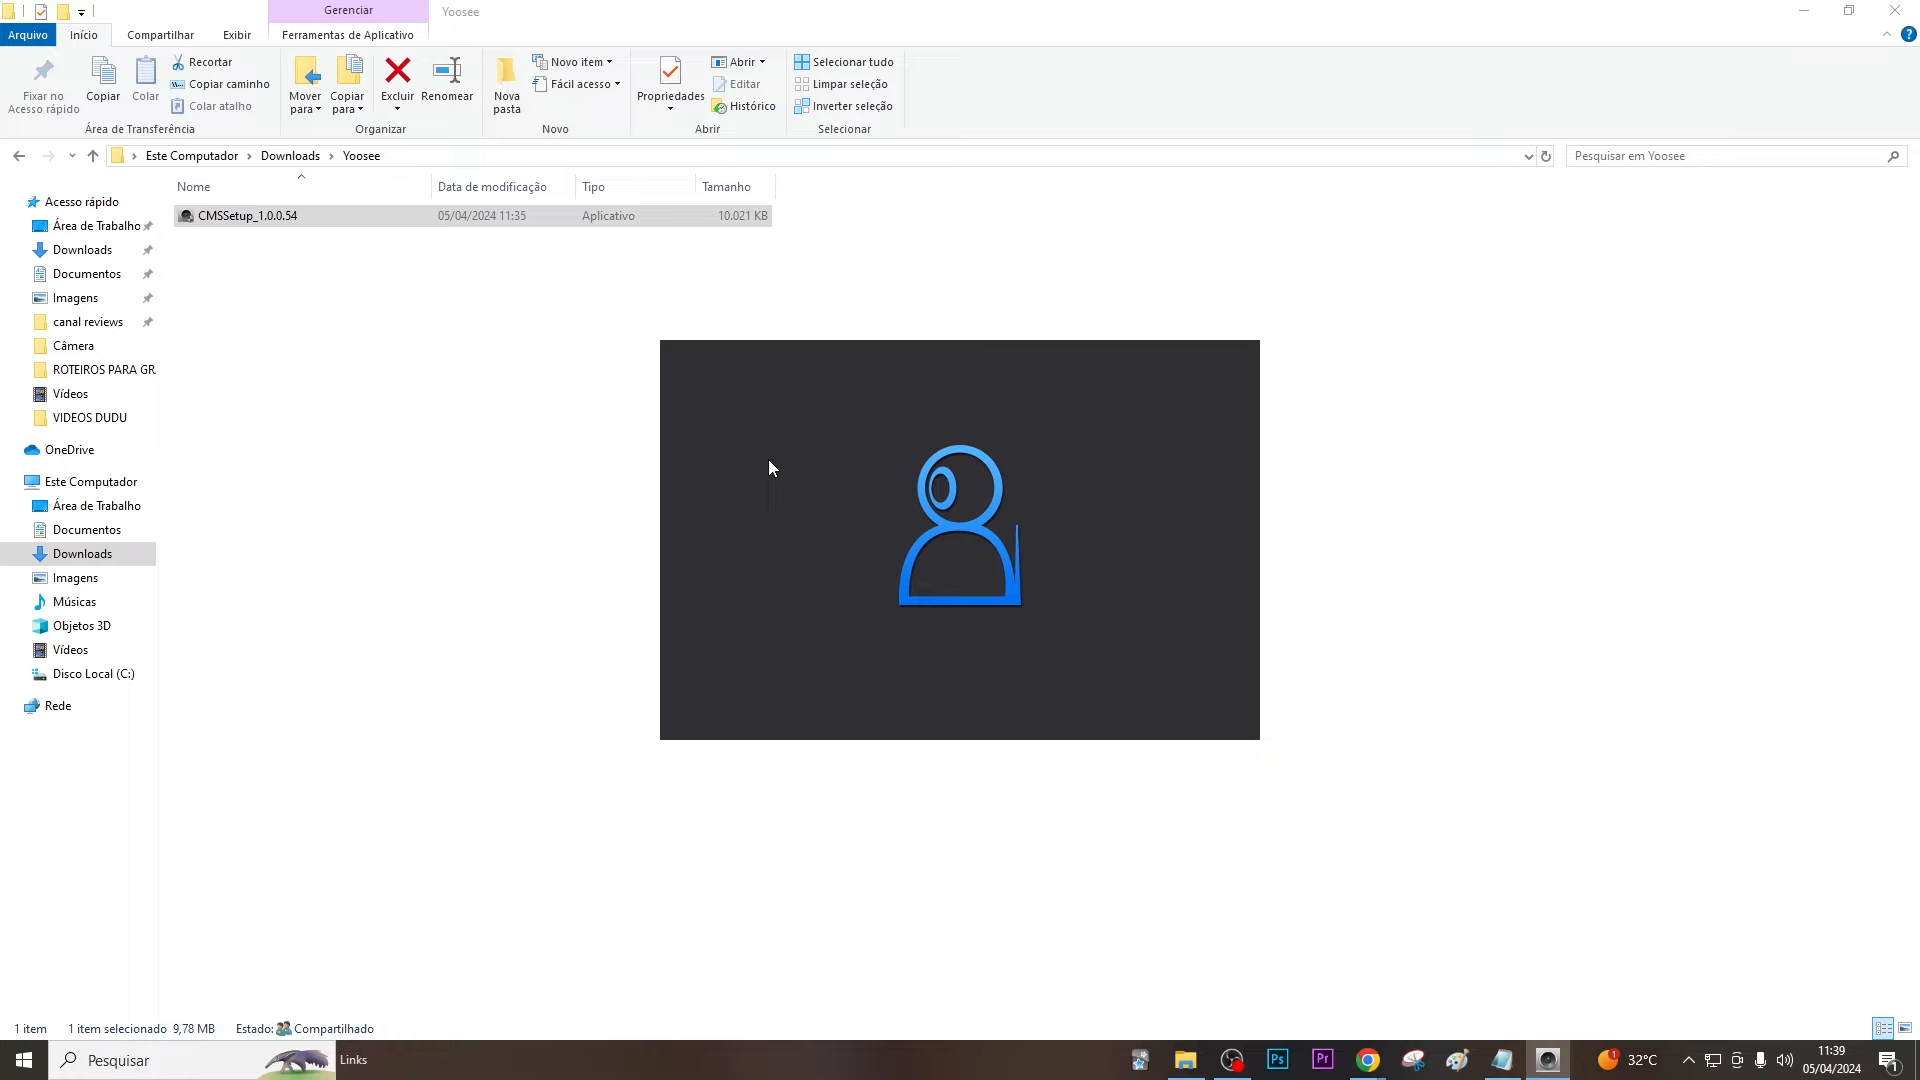 Gerenciar
Yoosee
Arquivo
Início
Compartilhar
Exibir
Ferramentas de Aplicativo
Fixar no
Acesso rápido
Copiar
Colar
Recortar
Copiar caminho
Colar atalho
Área de Transferência
Mover
para
Copiar
para
Excluir
Renomear
Organizar
Nova
pasta
Novo item
Fácil acesso
Novo
Propriedades
Abrir
Editar
Histórico
Abrir
Selecionar tudo
Limpar seleção
Inverter seleção
Selecionar
Este Computador
Downloads
Yoosee
Pesquisar em Yoosee
Nome
Data de modificação
Tipo
Tamanho
CMSSetup_1.0.0.54
05/04/2024 11:35
Aplicativo
10.021 KB
Acesso rápido
Área de Trabalho
Downloads
Documentos
Imagens
canal reviews
Câmera
ROTEIROS PARA GR
Vídeos
VIDEOS DUDU
OneDrive
Este Computador
Área de Trabalho
Documentos
Downloads
Imagens
Músicas
Objetos 3D
Vídeos
Disco Local (C:)
Rede
1 item
1 item selecionado 9,78 MB
Estado: Compartilhado
Pesquisar
Links
Ps
Pr
1
32°C
11:39
05/04/2024
1